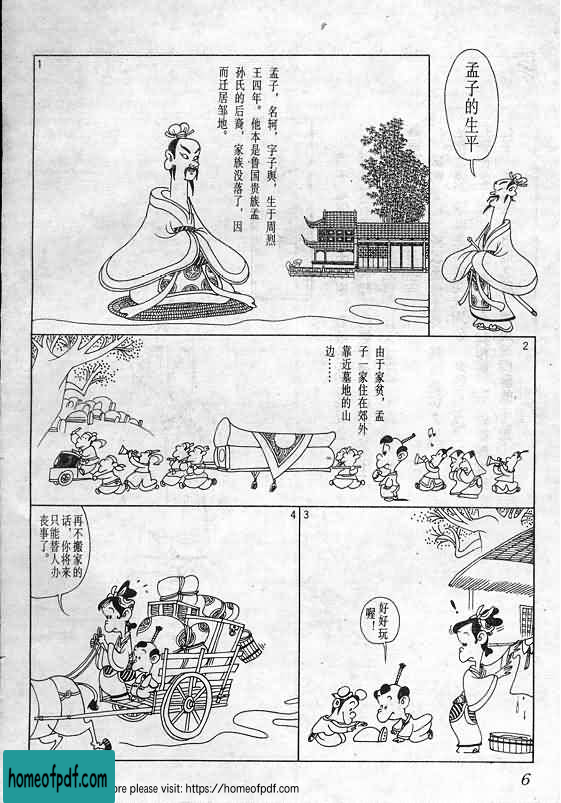 孟子的生平
1
孟子，名轲，字子舆，生于周烈
王四年。他本是鲁国贵族孟
孙氏的后裔，家族没落了，因
而迁居邹地。
2
由于家贫，孟
子一家住在郊外
靠近墓地的山
边……
3
好好玩
喔！
4
再不搬家的
话，你将来
只能替人办
丧事了。
6
homeofpdf.com
ore please visit: https://homeofpdf.com